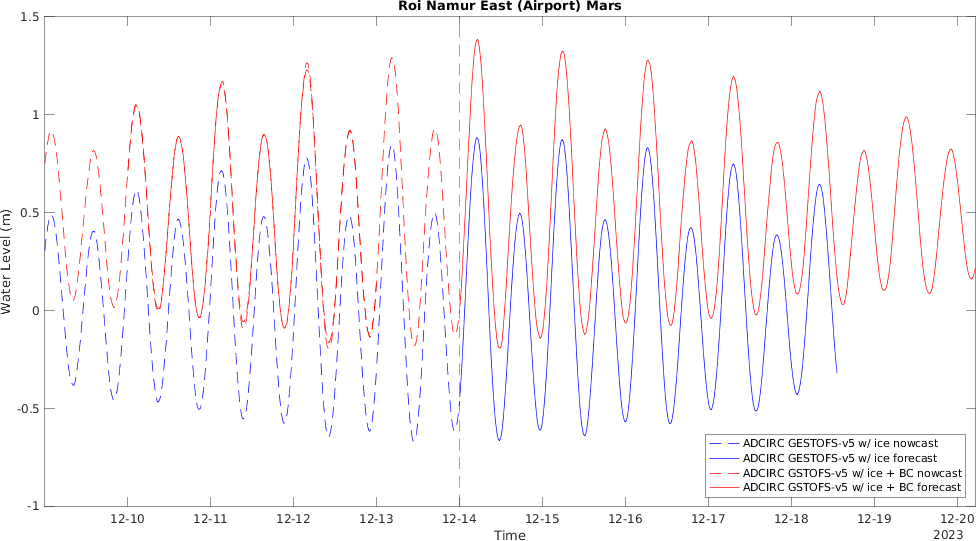 Roi Namur East (Airport) Mars
1.5
1
0.5
0
-0.5
-1
Water Level (m)
ADCIRC GESTOFS-v5 w/ ice nowcast
ADCIRC GESTOFS-v5 w/ ice forecast
ADCIRC GSTOFS-v5 w/ ice + BC nowcast
ADCIRC GSTOFS-v5 w/ ice + BC forecast
12-10 12-11 12-12 12-13 12-14 12-15 12-16 12-17 12-18 12-19 12-20
Time
2023